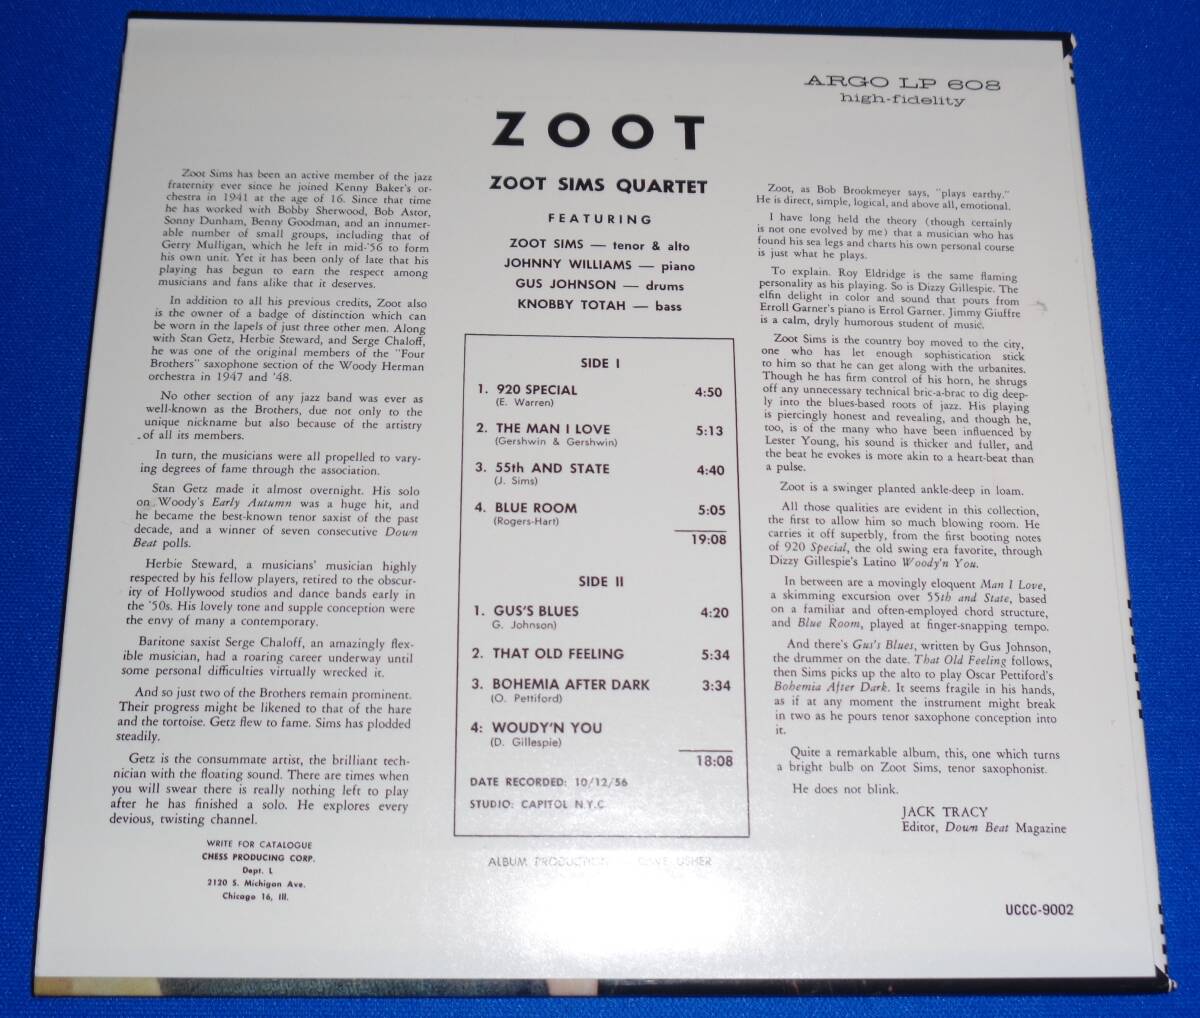 ARGO LP 608
high-fidelity
ZOOT
ZOOT SIMS QUARTET
FEATURING
ZOOT SIMS — tenor & alto
JOHNNY WILLIAMS — piano
GUS JOHNSON — drums
KNOBBY TOTAH — bass
Zoot Sims has been an active member of the jazz
fraternity ever since he joined Kenny Baker's or-
chestra in 1941 at the age of 16. Since that time
he has worked with Bobby Sherwood, Bob Astor,
Sonny Dunham, Benny Goodman, and an innumer-
able number of small groups, including that of
Gerry Mulligan, which he left in mid-'56 to form
his own unit. Yet it has been only of late that his
playing has begun to earn the respect among
musicians and fans alike that it deserves.
In addition to all his previous credits, Zoot also
is the owner of a badge of distinction which can
be worn in the lapels of just three other men. Along
with Stan Getz, Herbie Steward, and Serge Chaloff,
he was one of the original members of the "Four
Brothers" saxophone section of the Woody Herman
orchestra in 1947 and '48.
No other section of any jazz band was ever as
well-known as the Brothers, due not only to the
unique nickname but also because of the artistry
of all its members.
In turn, the musicians were all propelled to vary-
ing degrees of fame through the association.
Stan Getz made it almost overnight. His solo
on Woody's Early Autumn was a huge hit, and
he became the best-known tenor saxist of the past
decade, and a winner of seven consecutive Down
Beat polls.
Herbie Steward, a musicians' musician highly
respected by his fellow players, retired to the obscur-
ity of Hollywood studios and dance bands early in
the '50s. His lovely tone and supple conception were
the envy of many a contemporary.
Baritone saxist Serge Chaloff, an amazingly flex-
ible musician, had a roaring career underway until
some personal difficulties virtually wrecked it.
And so just two of the Brothers remain prominent.
Their progress might be likened to that of the hare
and the tortoise. Getz flew to fame. Sims has plodded
steadily.
Getz is the consummate artist, the brilliant tech-
nician with the floating sound. There are times when
you will swear there is really nothing left to play
after he has finished a solo. He explores every
devious, twisting channel.
WRITE FOR CATALOGUE
CHESS PRODUCING CORP.
Dept. L
2120 S. Michigan Ave.
Chicago 16, Ill.
SIDE I
1. 920 SPECIAL 4:50
(E. Warren)
2. THE MAN I LOVE 5:13
(Gershwin & Gershwin)
3. 55th AND STATE 4:40
(J. Sims)
4. BLUE ROOM 5:05
(Rogers-Hart)
19:08
SIDE II
1. GUS'S BLUES 4:20
G. Johnson)
2. THAT OLD FEELING 5:34
3. BOHEMIA AFTER DARK 3:34
(O. Pettiford)
4: WOUDY'N YOU
(D. Gillespie)
18:08
DATE RECORDED: 10/12/56
STUDIO: CAPITOL N.Y.C
ALBUM PRODUCTION — DAVE USHER
Zoot, as Bob Brookmeyer says, "plays earthy."
He is direct, simple, logical, and above all, emotional.
I have long held the theory (though certainly
is not one evolved by me) that a musician who has
found his sea legs and charts his own personal course
is just what he plays.
To explain. Roy Eldridge is the same flaming
personality as his playing. So is Dizzy Gillespie. The
elfin delight in color and sound that pours from
Erroll Garner's piano is Errol Garner. Jimmy Giuffre
is a calm, dryly humorous student of music.
Zoot Sims is the country boy moved to the city,
one who has let enough sophistication stick
to him so that he can get along with the urbanites.
Though he has firm control of his horn, he shrugs
off any unnecessary technical bric-a-brac to dig deep-
ly into the blues-based roots of jazz. His playing
is piercingly honest and revealing, and though he,
too, is of the many who have been influenced by
Lester Young, his sound is thicker and fuller, and
the beat he evokes is more akin to a heart-beat than
a pulse.
Zoot is a swinger planted ankle-deep in loam.
All those qualities are evident in this collection,
the first to allow him so much blowing room. He
carries it off superbly, from the first booting notes
of 920 Special, the old swing era favorite, through
Dizzy Gillespie's Latino Woody'n You.
In between are a movingly eloquent Man I Love,
a skimming excursion over 55th and State, based
on a familiar and often-employed chord structure,
and Blue Room, played at finger-snapping tempo.
And there's Gus's Blues, written by Gus Johnson,
the drummer on the date. That Old Feeling follows,
then Sims picks up the alto to play Oscar Pettiford's
Bohemia After Dark. It seems fragile in his hands,
as if at any moment the instrument might break
in two as he pours tenor saxophone conception into
it.
Quite a remarkable album, this, one which turns
a bright bulb on Zoot Sims, tenor saxophonist.
He does not blink.
JACK TRACY
Editor, Down Beat Magazine
UCCC-9002